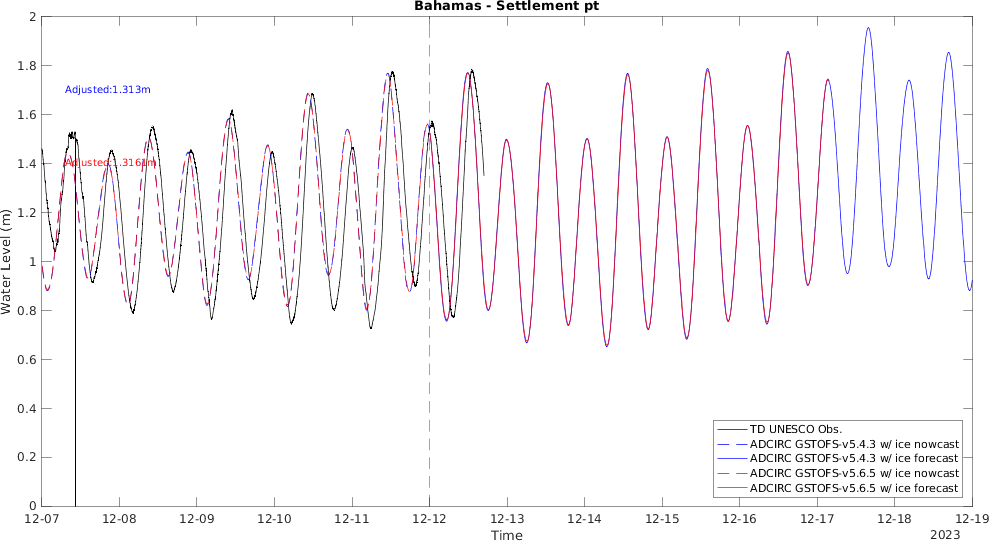 Bahamas - Settlement pt
2
1.8
1.6
1.4
1.2
1
0.8
0.6
0.4
0.2
0
Water Level (m)
Adjusted:1.313m
Adjusted:1.3161m
TD UNESCO Obs.
ADCIRC GSTOFS-v5.4.3 w/ ice nowcast
ADCIRC GSTOFS-v5.4.3 w/ ice forecast
ADCIRC GSTOFS-v5.6.5 w/ ice nowcast
ADCIRC GSTOFS-v5.6.5 w/ ice forecast
12-07 12-08 12-09 12-10 12-11 12-12 12-13 12-14 12-15 12-16 12-17 12-18 12-19
Time
2023